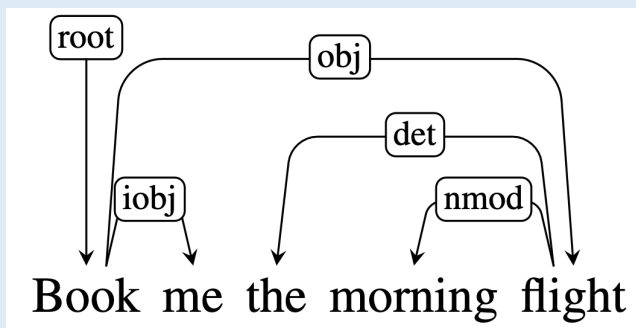 root
obj
det
iobj
nmod
Book me the morning flight